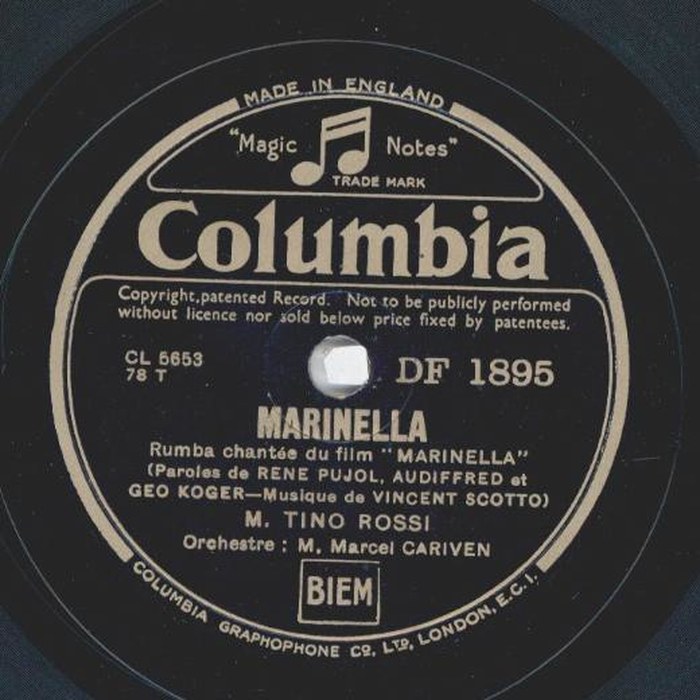 MADE IN ENGLAND
"Magic Notes"
TRADE MARK
Columbia
Copyright, patented Record. Not to be publicly performed
without licence nor sold below price fixed by patentees.
CL 5653
78 T
DF 1895
MARINELLA
Rumba chantée du film "MARINELLA"
(Paroles de RENE PUJOL, AUDIFFRED et
GEO KOGER—Musique de VINCENT SCOTTO)
M. TINO ROSSI
Orchestre : M. Marcel CARIVEN
BIEM
COLUMBIA GRAPHOPHONE CO. LTD. LONDON, E.C.1.